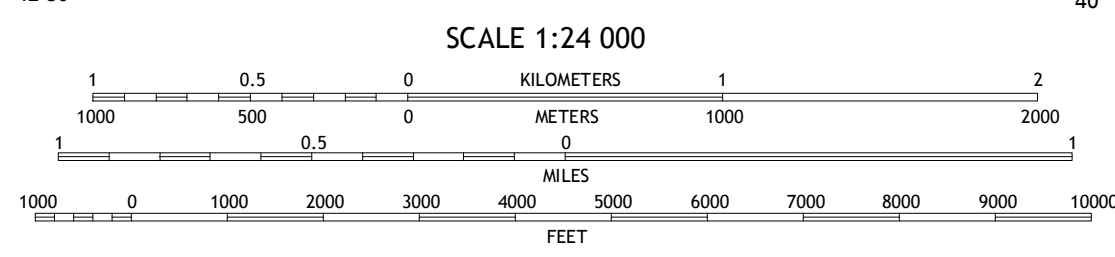 SCALE 1:24 000
1 0.5 0 KILOMETERS 1 2
1000 500 0 METERS 1000 2000
1 0.5 0 1
MILES
1000 0 1000 2000 3000 4000 5000 6000 7000 8000 9000 10000
FEET